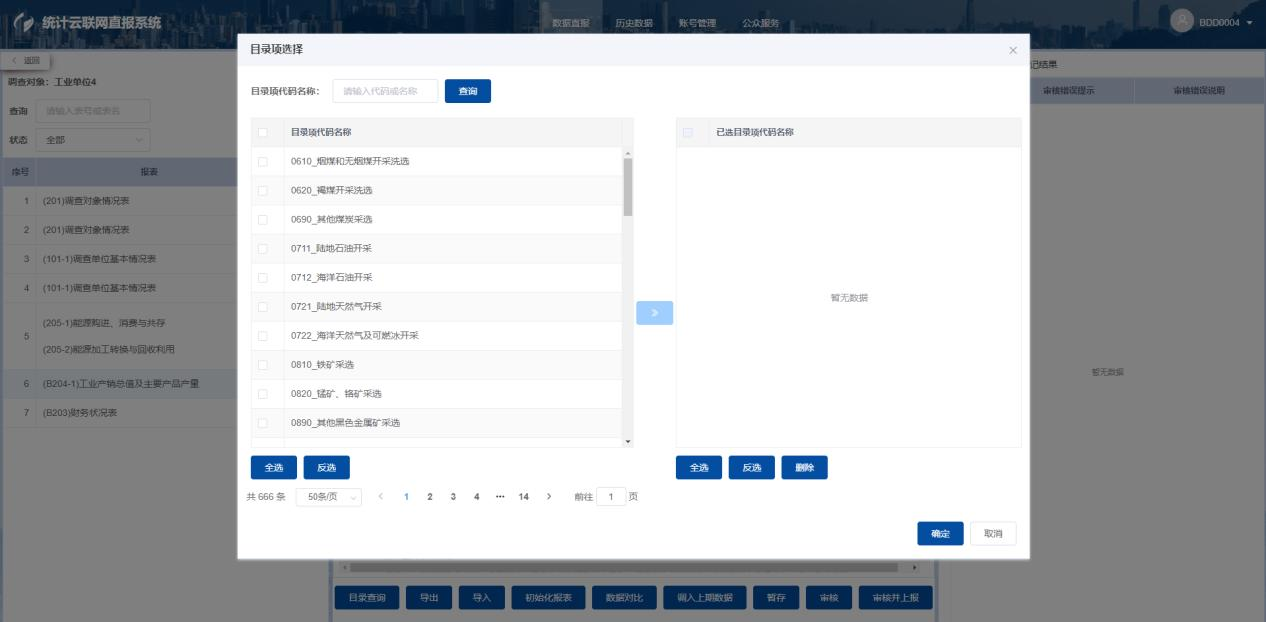 统计云联网直报系统
数据直报 历史数据 账号管理 公众服务
BDD0004
返回
调查对象：工业单位4
查询 请输入表号或表名
状态 全部
序号 报表
1 (201)调查对象情况表
2 (201)调查对象情况表
3 (101-1)调查单位基本情况表
4 (101-1)调查单位基本情况表
5 (205-1)能源购进、消费与库存
(205-2)能源加工转换与回收利用
6 (B204-1)工业产销总值及主要产品产量
7 (B203)财务状况表
目录项选择
目录项代码名称： 请输入代码或名称 查询
目录项代码名称
0610_烟煤和无烟煤开采洗选
0620_褐煤开采洗选
0690_其他煤炭采选
0711_陆地石油开采
0712_海洋石油开采
0721_陆地天然气开采
0722_海洋天然气及可燃冰开采
0810_铁矿采选
0820_锰矿、铬矿采选
0890_其他黑色金属矿采选
全选 反选
共 666 条 50条/页 1 2 3 4 ··· 14 前往 1 页
已选目录项代码名称
暂无数据
全选 反选 删除
确定 取消
记结果
审核错误提示 审核错误说明
暂无数据
目录查询 导出 导入 初始化报表 数据对比 调入上期数据 暂存 审核 审核并上报